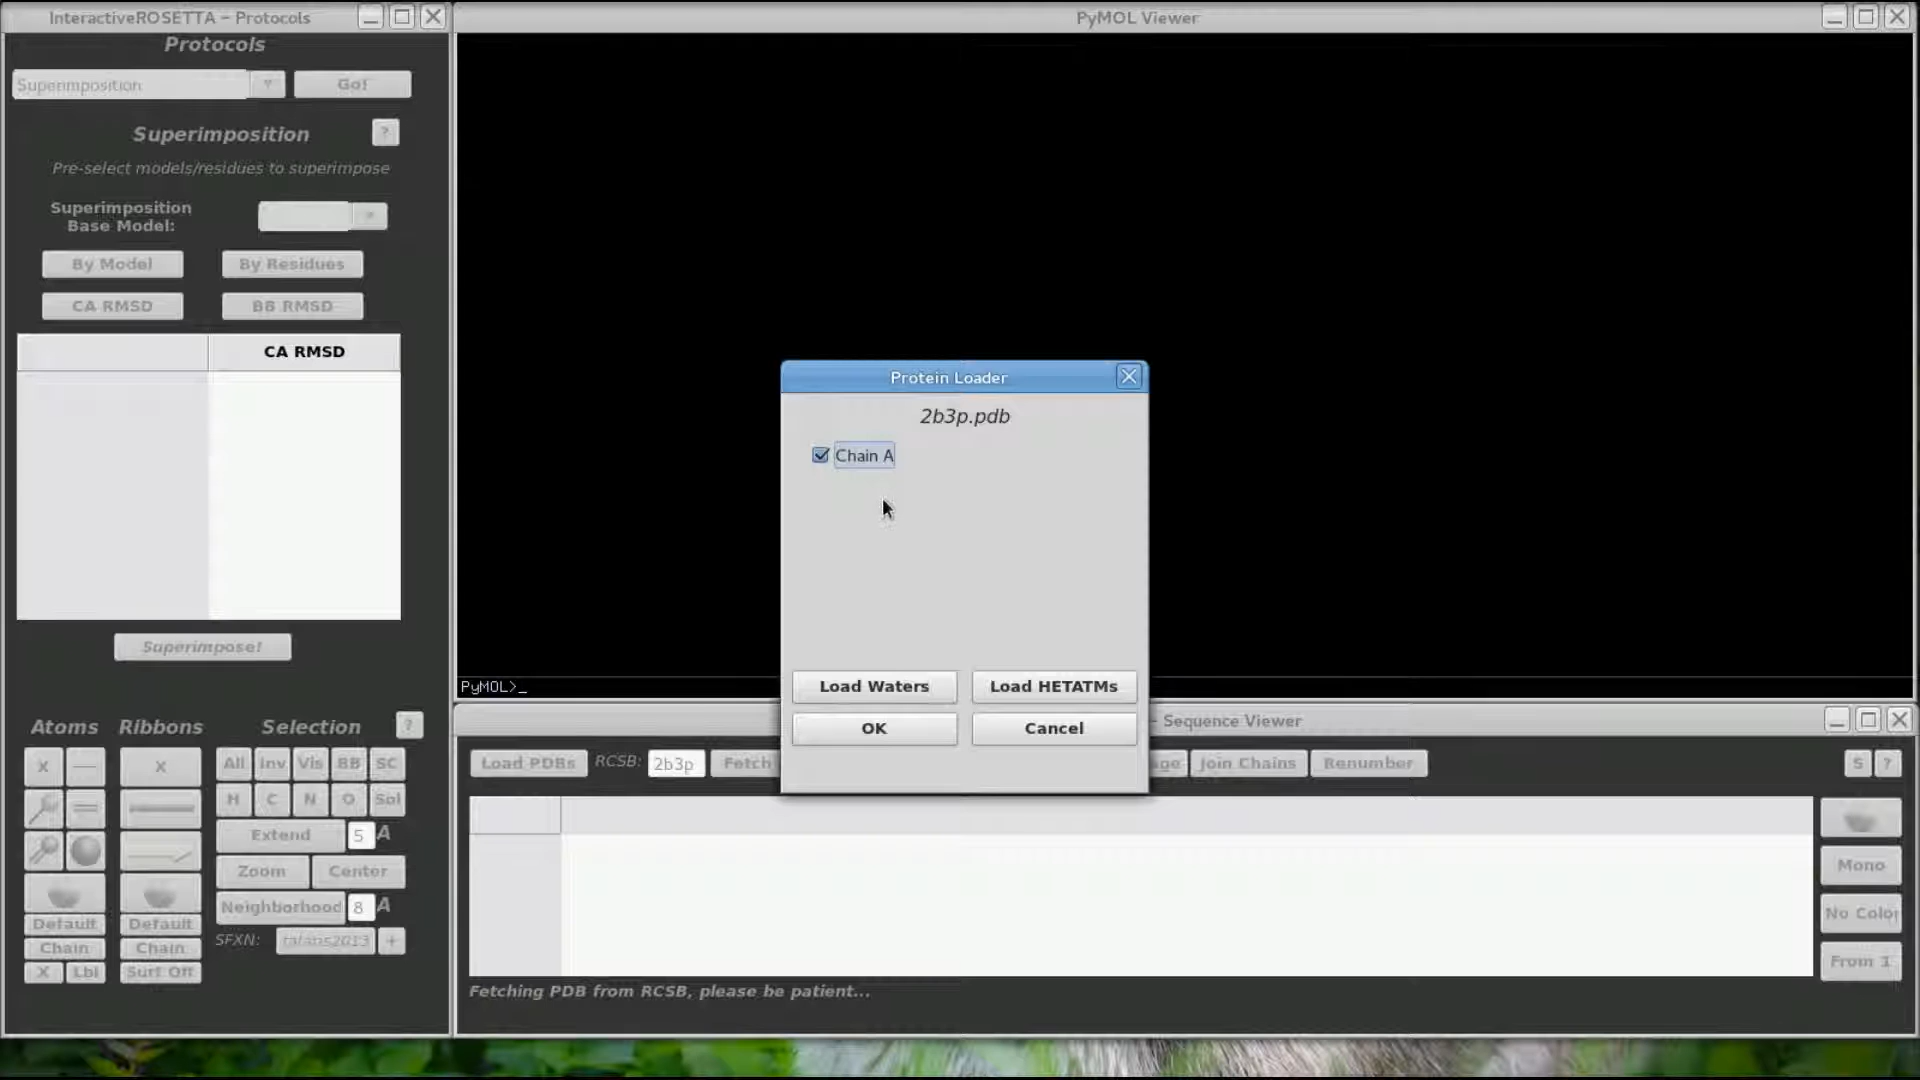 InteractiveROSETTA – Protocols
Protocols
Superimposition
Go!
Superimposition
?
Pre-select models/residues to superimpose
Superimposition
Base Model:
By Model
By Residues
CA RMSD
BB RMSD
CA RMSD
Superimpose!
Atoms
Ribbons
Selection
?
X
X
All
Inv
Vis
BB
SC
H
C
N
O
Sol
Extend
5
A
Zoom
Center
Neighborhood
8
A
Default
Default
SFXN:
talaris2013
+
Chain
Chain
X
Lbl
Surf Off
PyMOL Viewer
PyMOL>_
Protein Loader
2b3p.pdb
Chain A
Load Waters
Load HETATMs
OK
Cancel
– Sequence Viewer
Load PDBs
RCSB:
2b3p
Fetch
ge
Join Chains
Renumber
S
?
Mono
No Color
From 1
Fetching PDB from RCSB, please be patient...